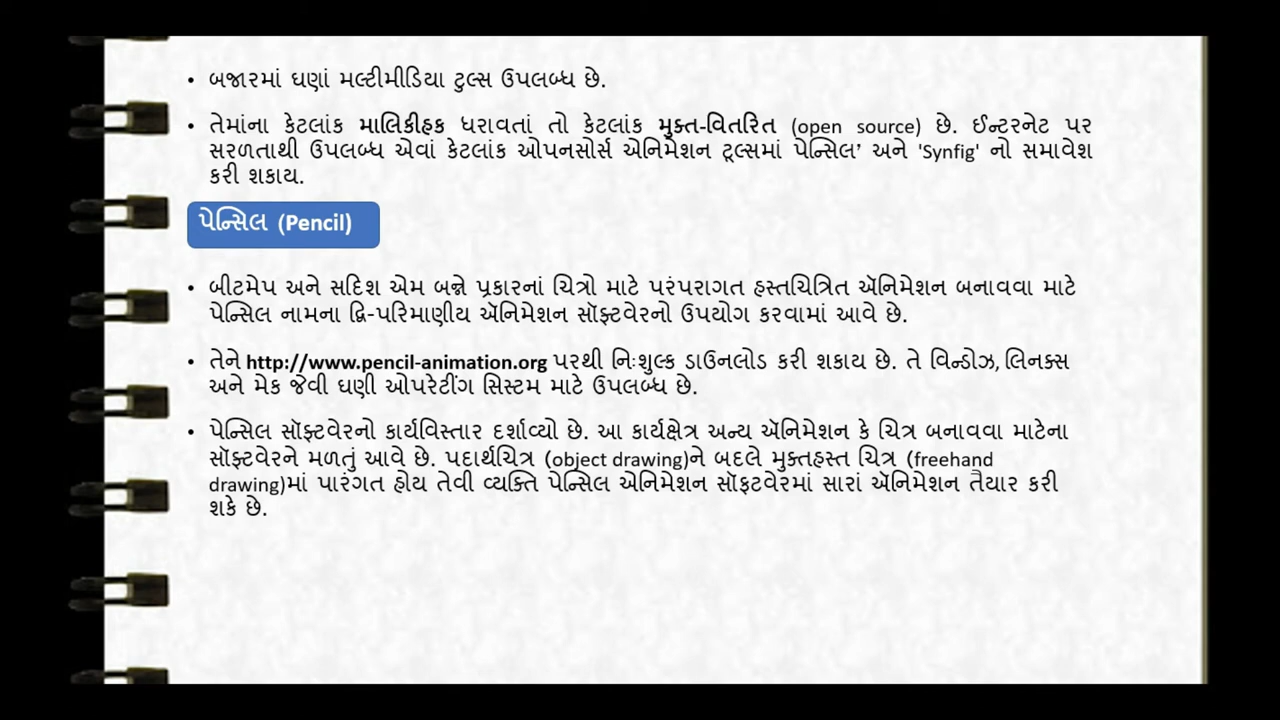 • બજારમાં ઘણાં મલ્ટીમીડિયા ટુલ્સ ઉપલબ્ધ છે.
• તેમાંના કેટલાંક માલિકીહક ધરાવતાં તો કેટલાંક મુક્ત-વિતરિત (open source) છે. ઈન્ટરનેટ પર
સરળતાથી ઉપલબ્ધ એવાં કેટલાંક ઓપનસોર્સ એનિમેશન ટૂલ્સમાં પેન્સિલ’ અને 'Synfig' નો સમાવેશ
કરી શકાય.
પેન્સિલ (Pencil)
• બીટમેપ અને સદિશ એમ બન્ને પ્રકારનાં ચિત્રો માટે પરંપરાગત હસ્તચિત્રિત ઍનિમેશન બનાવવા માટે
પેન્સિલ નામના દ્વિ-પરિમાણીય ઍનિમેશન સૉફ્ટવેરનો ઉપયોગ કરવામાં આવે છે.
• તેને http://www.pencil-animation.org પરથી નિઃશુલ્ક ડાઉનલોડ કરી શકાય છે. તે વિન્ડોઝ, લિનક્સ
અને મેક જેવી ઘણી ઓપરેટીંગ સિસ્ટમ માટે ઉપલબ્ધ છે.
• પેન્સિલ સૉફ્ટવેરનો કાર્યવિસ્તાર દર્શાવ્યો છે. આ કાર્યક્ષેત્ર અન્ય ઍનિમેશન કે ચિત્ર બનાવવા માટેના
સૉફ્ટવેરને મળતું આવે છે. પદાર્થચિત્ર (object drawing)ને બદલે મુક્તહસ્ત ચિત્ર (freehand
drawing)માં પારંગત હોય તેવી વ્યક્તિ પેન્સિલ એનિમેશન સૉફટવેરમાં સારાં ઍનિમેશન તૈયાર કરી
શકે છે.